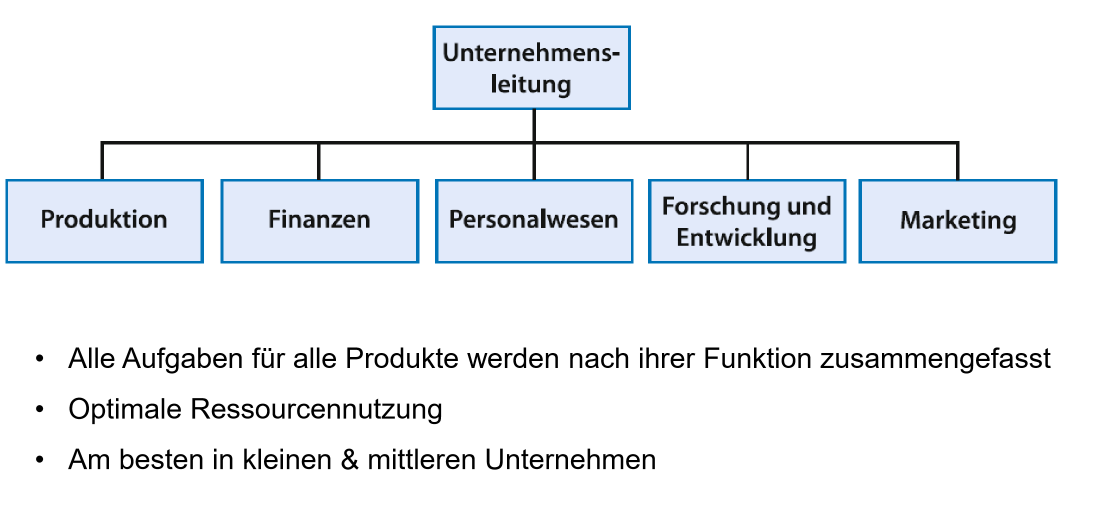 Unternehmens-
leitung
Produktion
Finanzen
Personalwesen
Forschung und
Entwicklung
Marketing
• Alle Aufgaben für alle Produkte werden nach ihrer Funktion zusammengefasst
• Optimale Ressourcennutzung
• Am besten in kleinen & mittleren Unternehmen